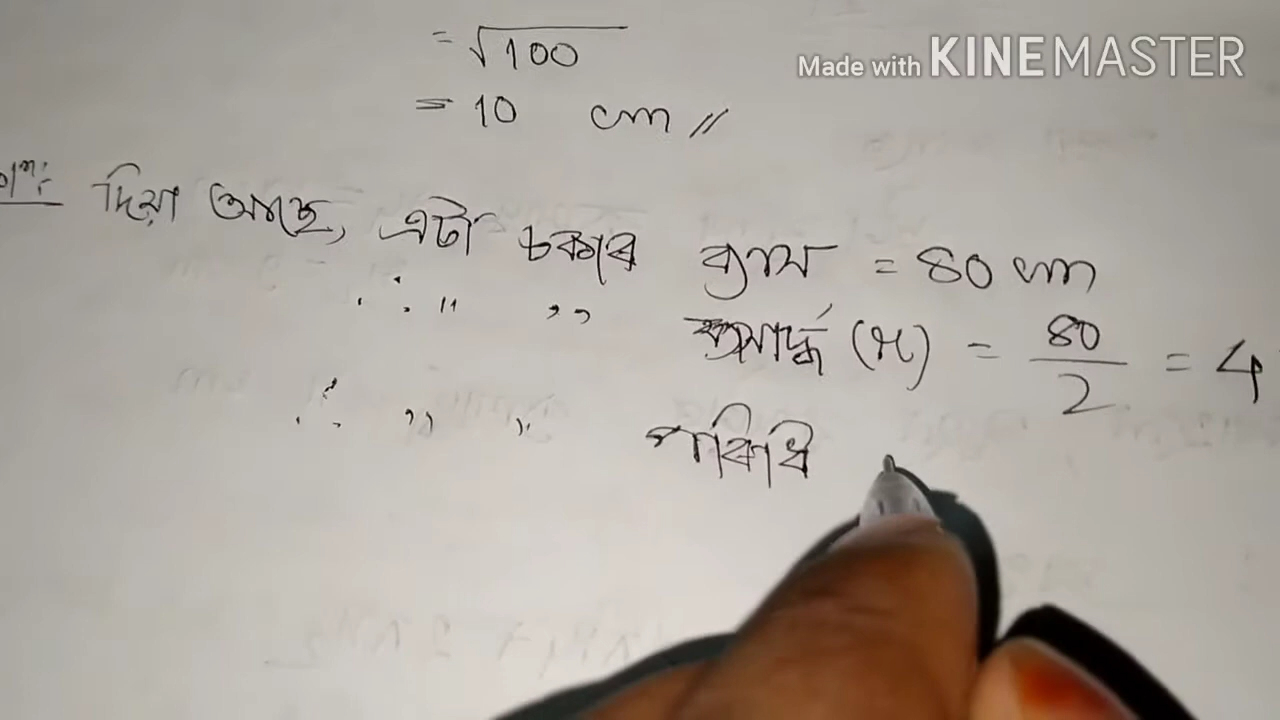 = √100
Made with KINEMASTER
= 10 cm //
দিয়া আছে, এটা চকাৰ ব্যাস = 80 cm
∴ " " ব্যাসাৰ্দ্ধ (r) = 80/2 = 4
∴ " " পৰিধি